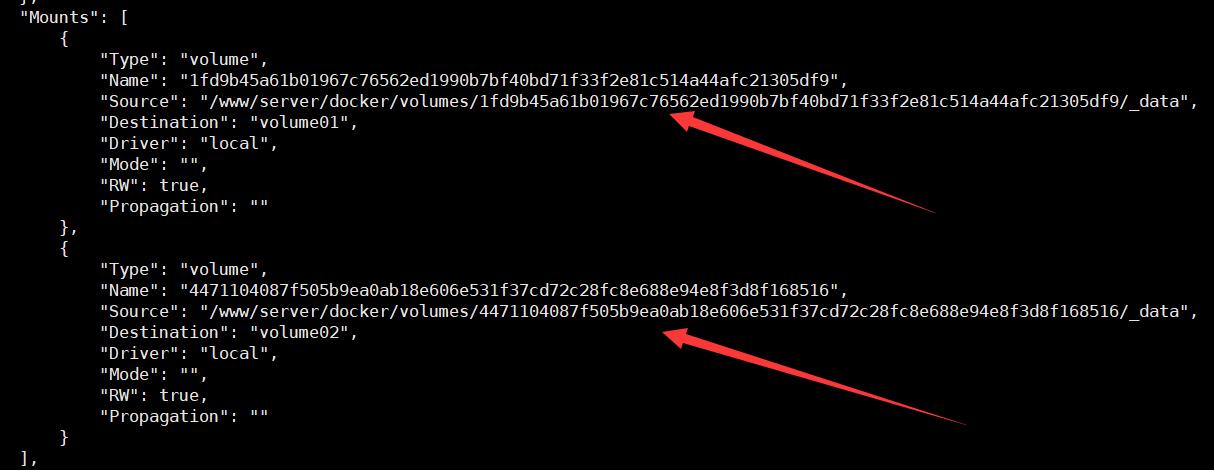 },
"Mounts": [
{
"Type": "volume",
"Name": "1fd9b45a61b01967c76562ed1990b7bf40bd71f33f2e81c514a44afc21305df9",
"Source": "/www/server/docker/volumes/1fd9b45a61b01967c76562ed1990b7bf40bd71f33f2e81c514a44afc21305df9/_data",
"Destination": "volume01",
"Driver": "local",
"Mode": "",
"RW": true,
"Propagation": ""
},
{
"Type": "volume",
"Name": "4471104087f505b9ea0ab18e606e531f37cd72c28fc8e688e94e8f3d8f168516",
"Source": "/www/server/docker/volumes/4471104087f505b9ea0ab18e606e531f37cd72c28fc8e688e94e8f3d8f168516/_data",
"Destination": "volume02",
"Driver": "local",
"Mode": "",
"RW": true,
"Propagation": ""
}
],